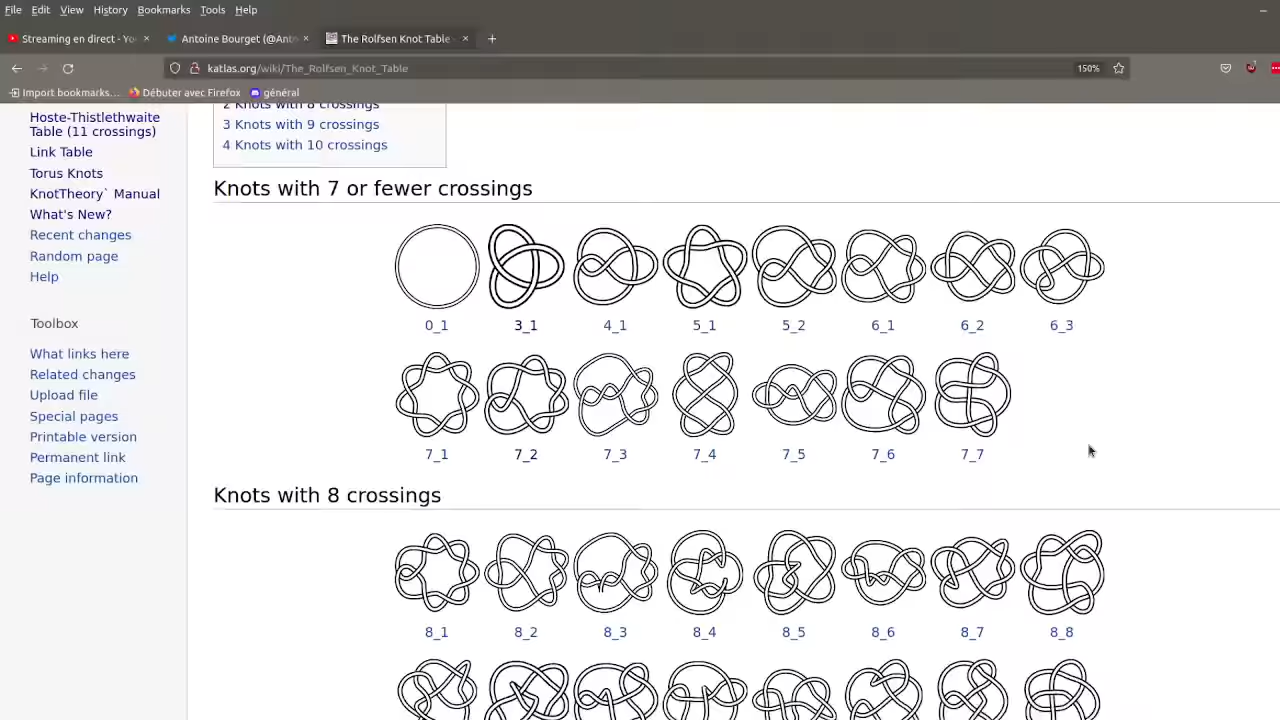 File Edit View History Bookmarks Tools Help
Streaming en direct - Yo
Antoine Bourget (@Ant
The Rolfsen Knot Table
katlas.org/wiki/The_Rolfsen_Knot_Table
150%
Import bookmarks...
Débuter avec Firefox
général
Hoste-Thistlethwaite
Table (11 crossings)
Link Table
Torus Knots
KnotTheory` Manual
What's New?
Recent changes
Random page
Help
Toolbox
What links here
Related changes
Upload file
Special pages
Printable version
Permanent link
Page information
2 Knots with 8 crossings
3 Knots with 9 crossings
4 Knots with 10 crossings
Knots with 7 or fewer crossings
0_1 3_1 4_1 5_1 5_2 6_1 6_2 6_3
7_1 7_2 7_3 7_4 7_5 7_6 7_7
Knots with 8 crossings
8_1 8_2 8_3 8_4 8_5 8_6 8_7 8_8